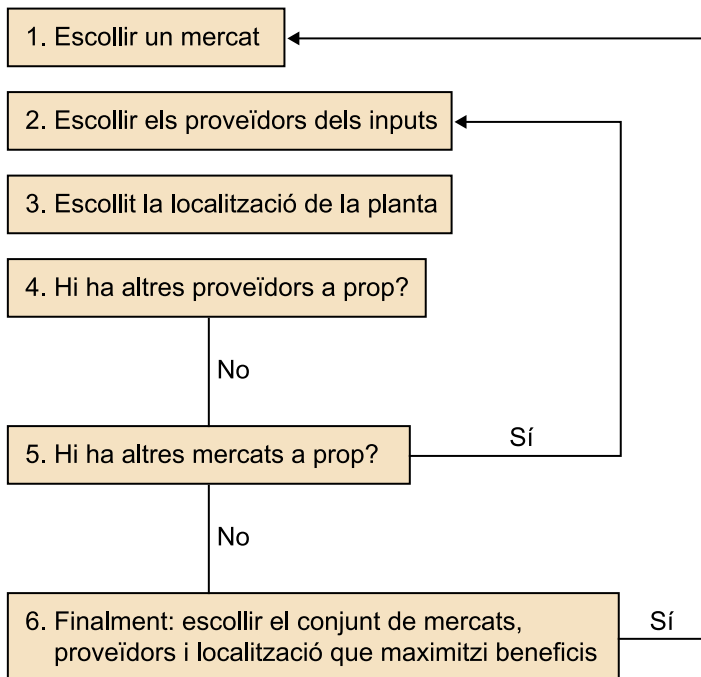 1. Escollir un mercat
2. Escollir els proveïdors dels inputs
3. Escollit la localització de la planta
4. Hi ha altres proveïdors a prop?
No
5. Hi ha altres mercats a prop?
Sí
No
6. Finalment: escollir el conjunt de mercats,
proveïdors i localització que maximitzi beneficis
Sí